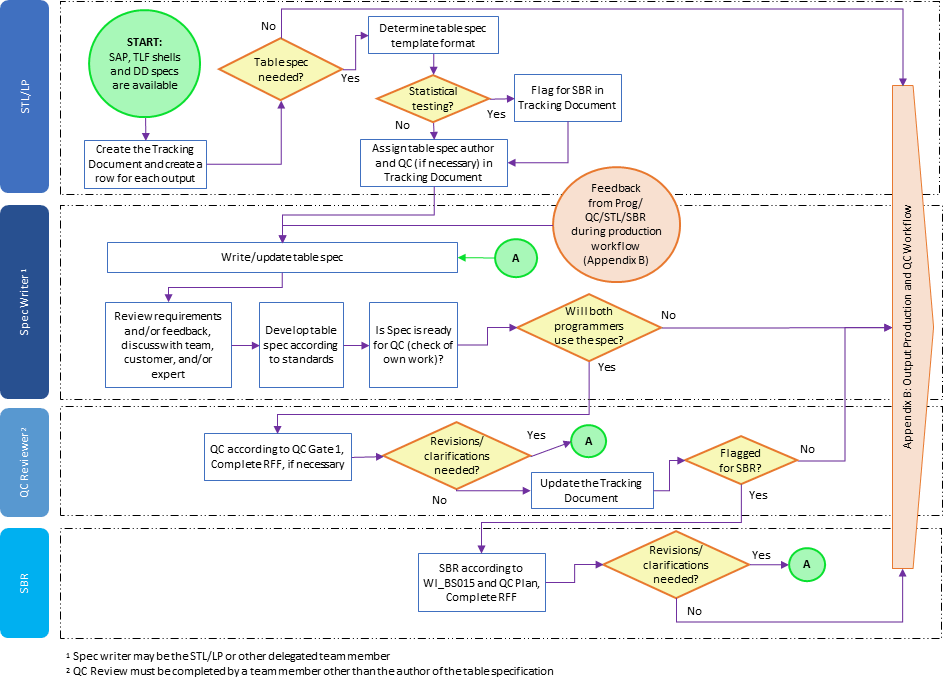 STL/LP
START:
SAP, TLF shells
and DD specs
are available
Create the Tracking
Document and create a
row for each output
No
Table spec
needed?
Yes
Determine table spec
template format
Statistical
testing?
Yes
No
Flag for SBR in
Tracking Document
Assign table spec author
and QC (if necessary) in
Tracking Document
Spec Writer ¹
Feedback
from Prog/
QC/STL/SBR
during production
workflow
(Appendix B)
Write/update table spec
A
Review requirements
and/or feedback,
discuss with team,
customer, and/or
expert
Develop table
spec according
to standards
Is Spec is ready
for QC (check of
own work)?
Will both
programmers
use the spec?
No
Yes
Appendix B: Output Production and QC Workflow
QC Reviewer ²
QC according to QC Gate 1,
Complete RFF, if necessary
Revisions/
clarifications
needed?
Yes
A
No
Update the Tracking
Document
Flagged
for SBR?
No
Yes
SBR
SBR according to
WI_BS015 and QC Plan,
Complete RFF
Revisions/
clarifications
needed?
Yes
A
No
¹ Spec writer may be the STL/LP or other delegated team member
² QC Review must be completed by a team member other than the author of the table specification